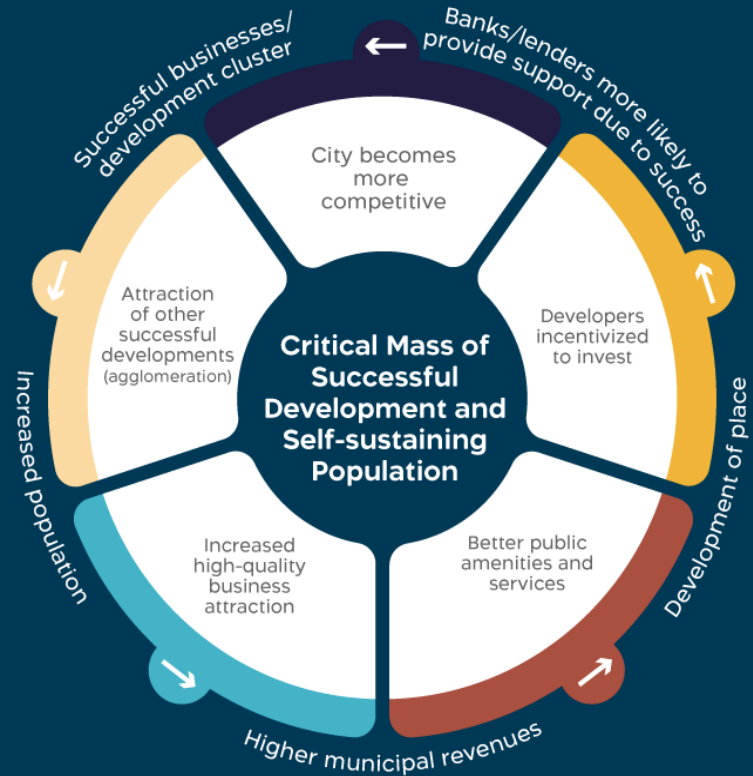 Successful businesses/
development cluster
Banks/lenders more likely to
provide support due to success
City becomes
more
competitive
Attraction
of other
successful
developments
(agglomeration)
Developers
incentivized
to invest
Critical Mass of
Successful
Development and
Self-sustaining
Population
Increased population
Development of place
Increased
high-quality
business
attraction
Better public
amenities and
services
Higher municipal revenues